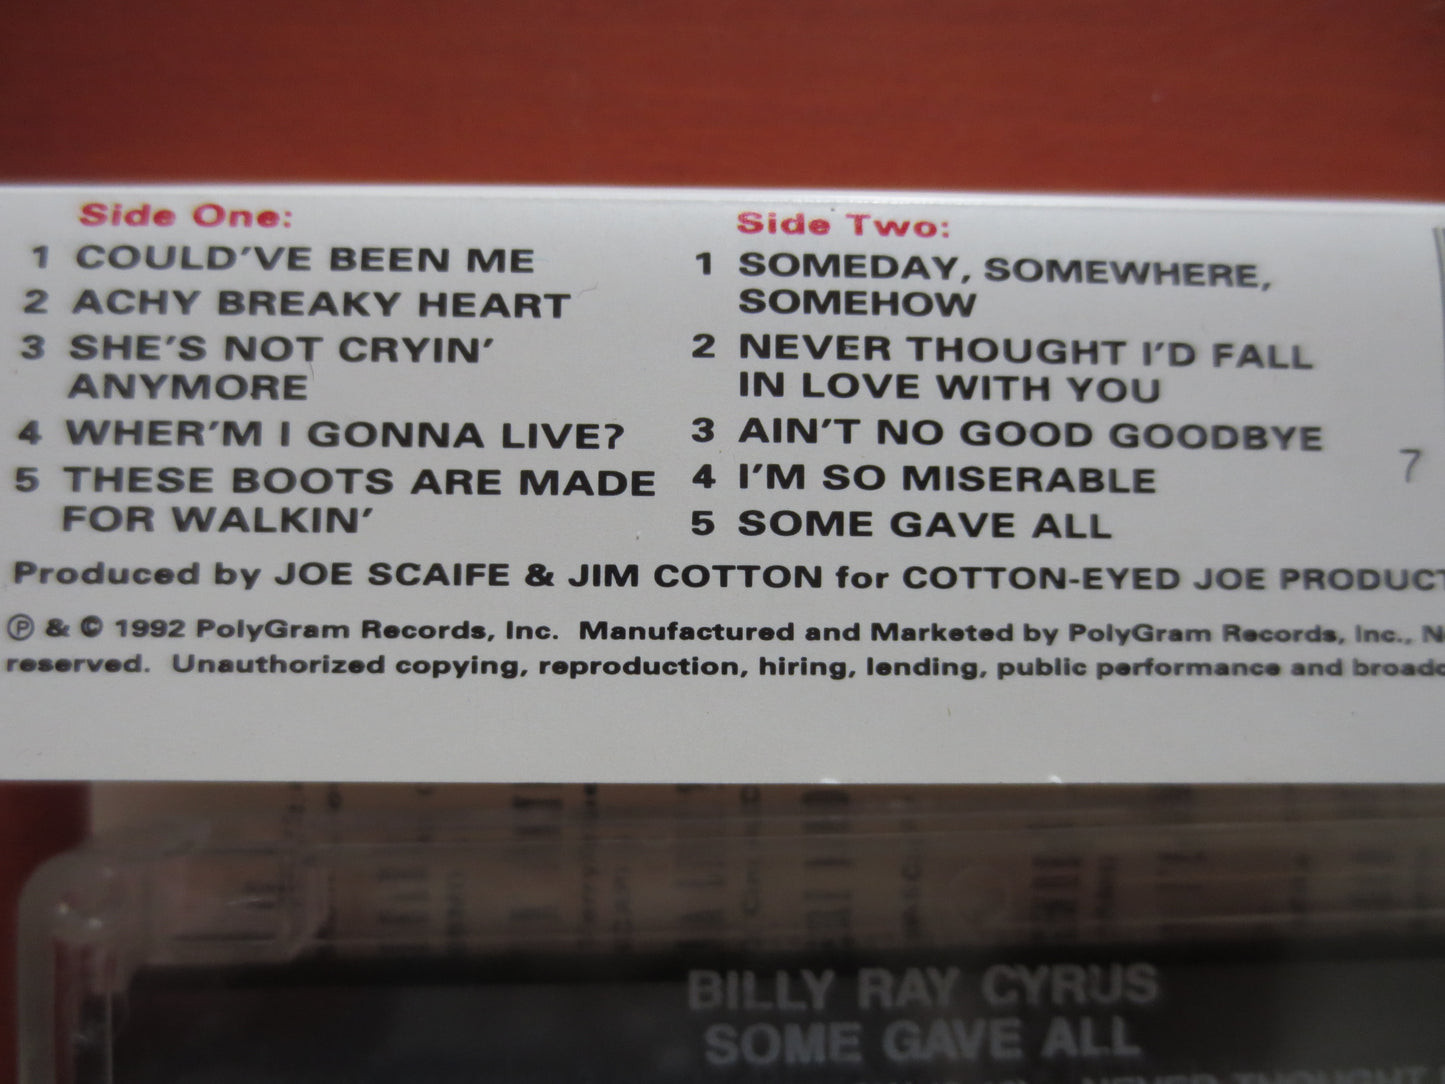 Side One:
1 COULD'VE BEEN ME
2 ACHY BREAKY HEART
3 SHE'S NOT CRYIN'
ANYMORE
4 WHER'M I GONNA LIVE?
5 THESE BOOTS ARE MADE
FOR WALKIN'
Side Two:
1 SOMEDAY, SOMEWHERE,
SOMEHOW
2 NEVER THOUGHT I'D FALL
IN LOVE WITH YOU
3 AIN'T NO GOOD GOODBYE
4 I'M SO MISERABLE
5 SOME GAVE ALL
7
Produced by JOE SCAIFE & JIM COTTON for COTTON-EYED JOE PRODUCT
℗ & © 1992 PolyGram Records, Inc. Manufactured and Marketed by PolyGram Records, Inc., N
reserved. Unauthorized copying, reproduction, hiring, lending, public performance and broadc
BILLY RAY CYRUS
SOME GAVE ALL
NEVER THOUGHT